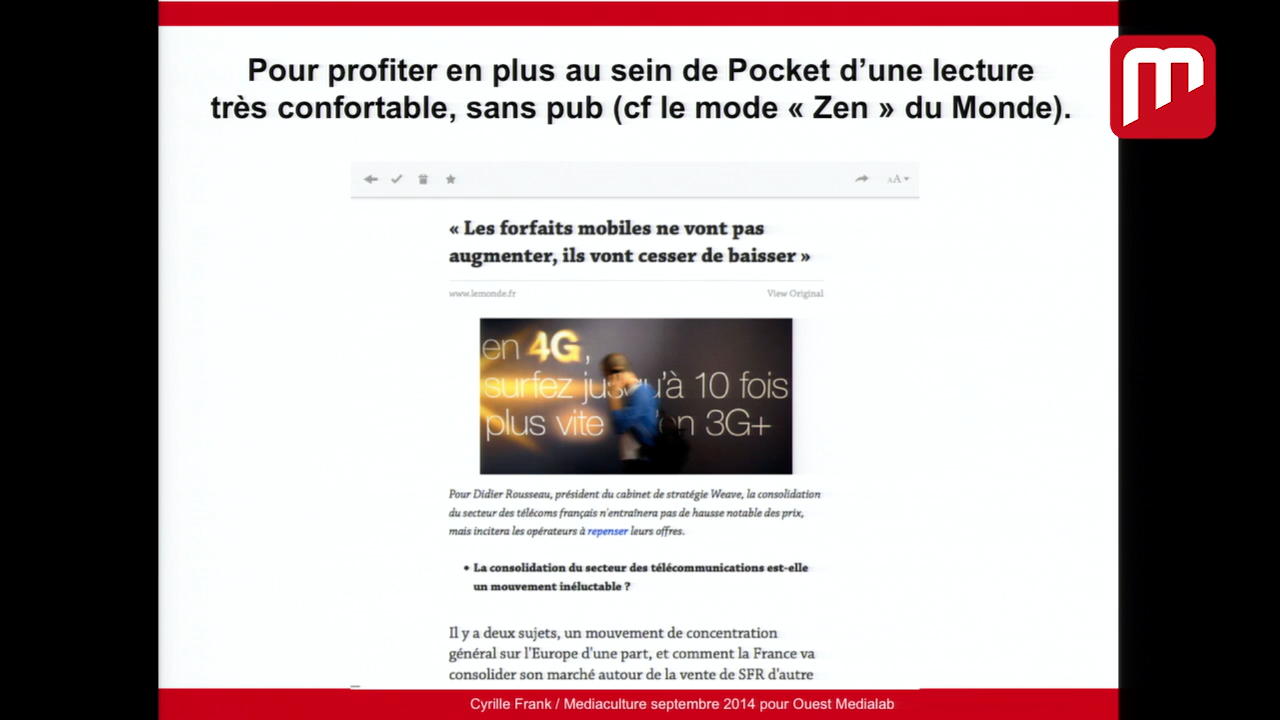 Pour profiter en plus au sein de Pocket d’une lecture
très confortable, sans pub (cf le mode « Zen » du Monde).
AA
« Les forfaits mobiles ne vont pas
augmenter, ils vont cesser de baisser »
www.lemonde.fr View Original
en 4G,
surfez jusqu'à 10 fois
plus vite qu'en 3G+
Pour Didier Rousseau, président du cabinet de stratégie Weave, la consolidation
du secteur des télécoms français n'entraînera pas de hausse notable des prix,
mais incitera les opérateurs à repenser leurs offres.
• La consolidation du secteur des télécommunications est-elle
un mouvement inéluctable ?
Il y a deux sujets, un mouvement de concentration
général sur l'Europe d'une part, et comment la France va
consolider son marché autour de la vente de SFR d'autre
Cyrille Frank / Mediaculture septembre 2014 pour Ouest Medialab